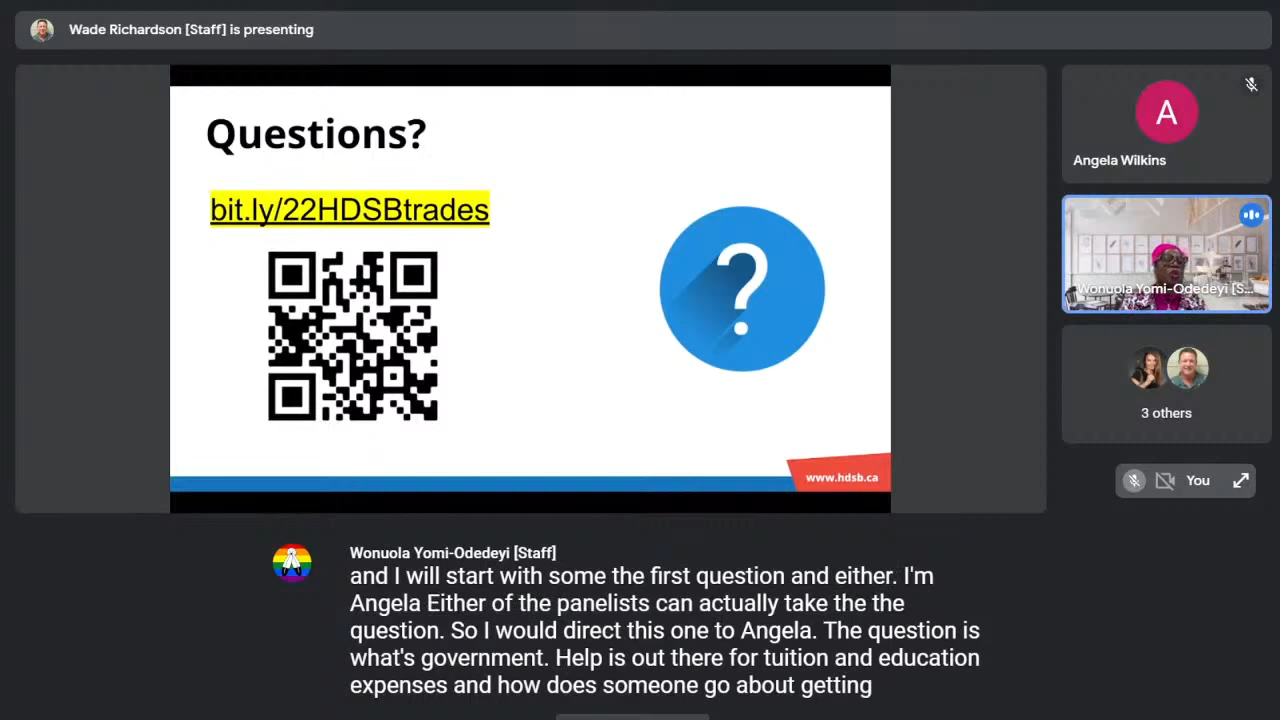 Wade Richardson [Staff] is presenting
Questions?
bit.ly/22HDSBtrades
www.hdsb.ca
A
Angela Wilkins
Wonuola Yomi-Odedeyi [S...
3 others
You
Wonuola Yomi-Odedeyi [Staff]
and I will start with some the first question and either. I'm
Angela Either of the panelists can actually take the the
question. So I would direct this one to Angela. The question is
what's government. Help is out there for tuition and education
expenses and how does someone go about getting